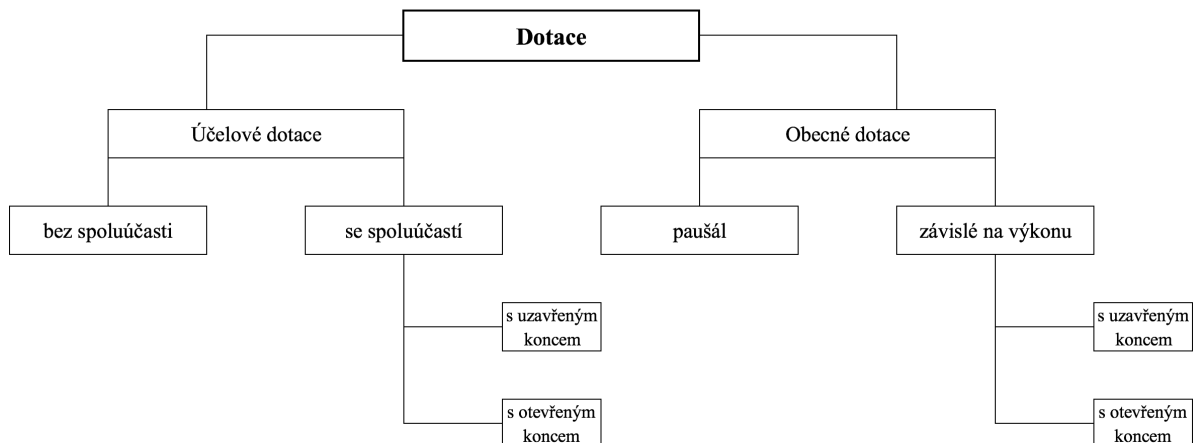 Dotace
Účelové dotace
Obecné dotace
bez spoluúčasti
se spoluúčastí
paušál
závislé na výkonu
s uzavřeným
koncem
s uzavřeným
koncem
s otevřeným
koncem
s otevřeným
koncem